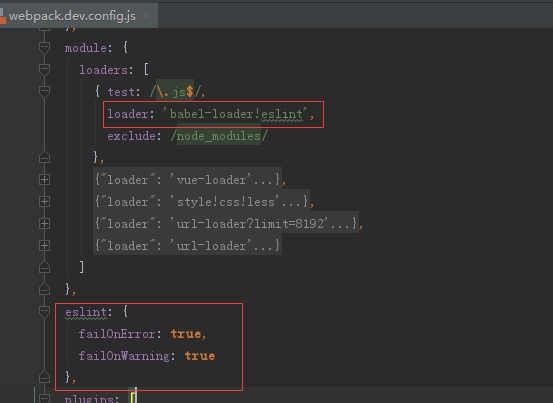 webpack.dev.config.js
},
module: {
loaders: [
{ test: /\.js$/,
loader: 'babel-loader!eslint',
exclude: /node_modules/
},
{"loader": 'vue-loader'...},
{"loader": 'style!css!less'...},
{"loader": 'url-loader?limit=8192'...},
{"loader": 'url-loader'...}
]
},
eslint: {
failOnError: true,
failOnWarning: true
},
plugins: [